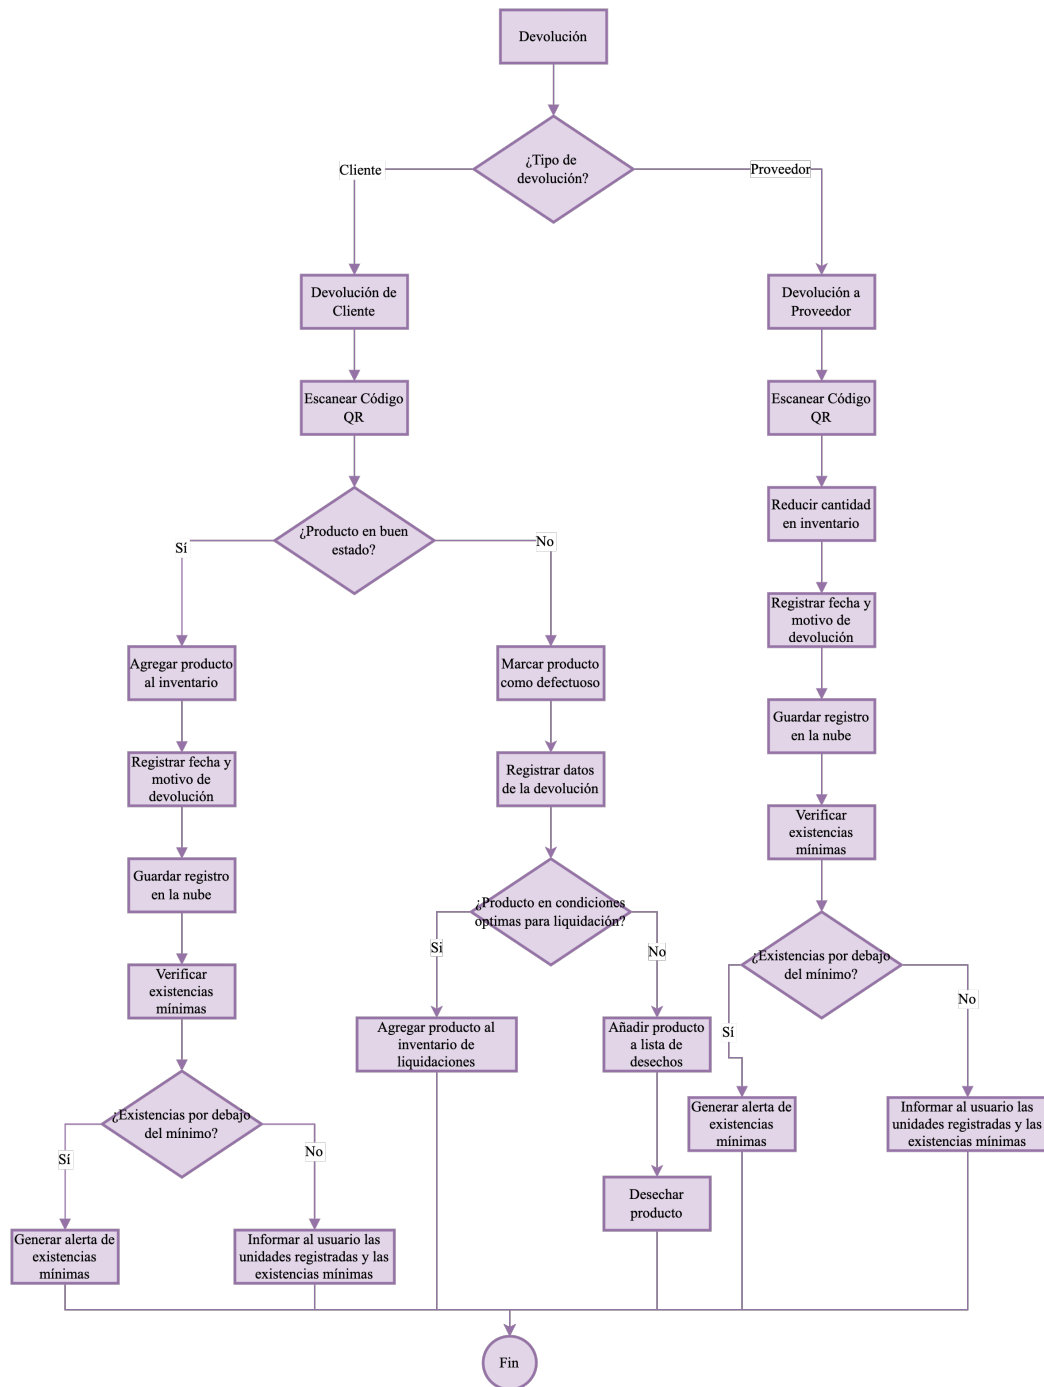 Devolución
¿Tipo de
devolución?
Cliente
Proveedor
Devolución de
Cliente
Devolución a
Proveedor
Escanear Código
QR
Escanear Código
QR
¿Producto en buen
estado?
Sí
No
Reducir cantidad
en inventario
Registrar fecha y
motivo de
devolución
Agregar producto
al inventario
Marcar producto
como defectuoso
Guardar registro
en la nube
Registrar fecha y
motivo de
devolución
Registrar datos
de la devolución
Verificar
existencias
mínimas
Guardar registro
en la nube
¿Producto en condiciones
optimas para liquidación?
Si
No
¿Existencias por debajo
del mínimo?
Sí
No
Verificar
existencias
mínimas
Agregar producto al
inventario de
liquidaciones
Añadir producto
a lista de
desechos
Generar alerta de
existencias
mínimas
Informar al usuario las
unidades registradas y las
existencias mínimas
¿Existencias por debajo
del mínimo?
Sí
No
Desechar
producto
Generar alerta de
existencias
mínimas
Informar al usuario las
unidades registradas y las
existencias mínimas
Fin